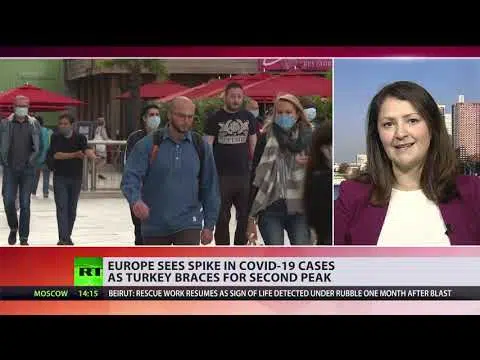 EUROPE SEES SPIKE IN COVID-19 CASES
RT
AS TURKEY BRACES FOR SECOND PEAK
MOSCOW 14:15 BEIRUT: RESCUE WORK RESUMES AS SIGN OF LIFE DETECTED UNDER RUBBLE ONE MONTH AFTER BLAST